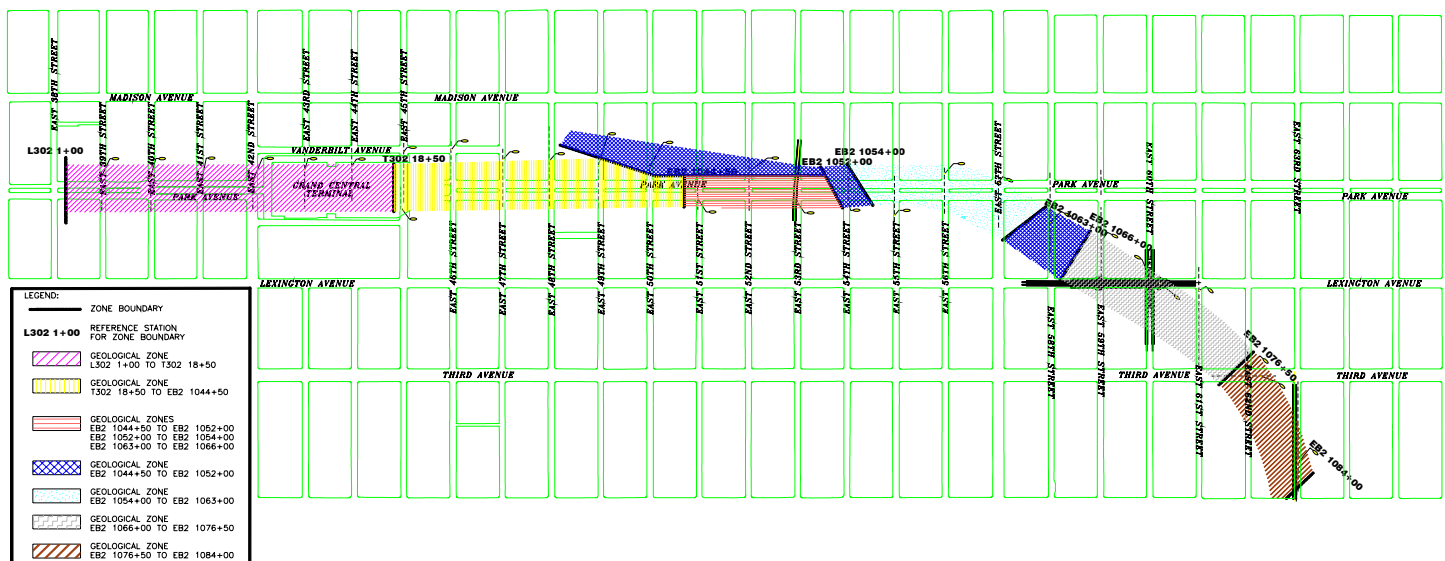 EAST 38TH STREET
EAST 39TH STREET
EAST 40TH STREET
EAST 41ST STREET
EAST 42ND STREET
EAST 43RD STREET
EAST 44TH STREET
EAST 45TH STREET
MADISON AVENUE
MADISON AVENUE
L302 1+00
VANDERBILT AVENUE
T302 18+50
GRAND CENTRAL
TERMINAL
PARK AVENUE
PARK AVENUE
EB2 1044+50
EB2 1052+00
EB2 1054+00
PARK AVENUE
PARK AVENUE
EB2 1063+00
EB2 1066+00
EAST 46TH STREET
EAST 47TH STREET
EAST 48TH STREET
EAST 49TH STREET
EAST 50TH STREET
EAST 51ST STREET
EAST 52ND STREET
EAST 53RD STREET
EAST 54TH STREET
EAST 55TH STREET
EAST 56TH STREET
EAST 57TH STREET
EAST 58TH STREET
EAST 59TH STREET
EAST 60TH STREET
EAST 61ST STREET
EAST 62ND STREET
EAST 63RD STREET
LEXINGTON AVENUE
LEXINGTON AVENUE
THIRD AVENUE
THIRD AVENUE
THIRD AVENUE
EB2 1076+50
EB2 1084+00
LEGEND:
ZONE BOUNDARY
L302 1+00
REFERENCE STATION
FOR ZONE BOUNDARY
GEOLOGICAL ZONE
L302 1+00 TO T302 18+50
GEOLOGICAL ZONE
T302 18+50 TO EB2 1044+50
GEOLOGICAL ZONES
EB2 1044+50 TO EB2 1052+00
EB2 1052+00 TO EB2 1054+00
EB2 1063+00 TO EB2 1066+00
GEOLOGICAL ZONE
EB2 1044+50 TO EB2 1052+00
GEOLOGICAL ZONE
EB2 1054+00 TO EB2 1063+00
GEOLOGICAL ZONE
EB2 1066+00 TO EB2 1076+50
GEOLOGICAL ZONE
EB2 1076+50 TO EB2 1084+00